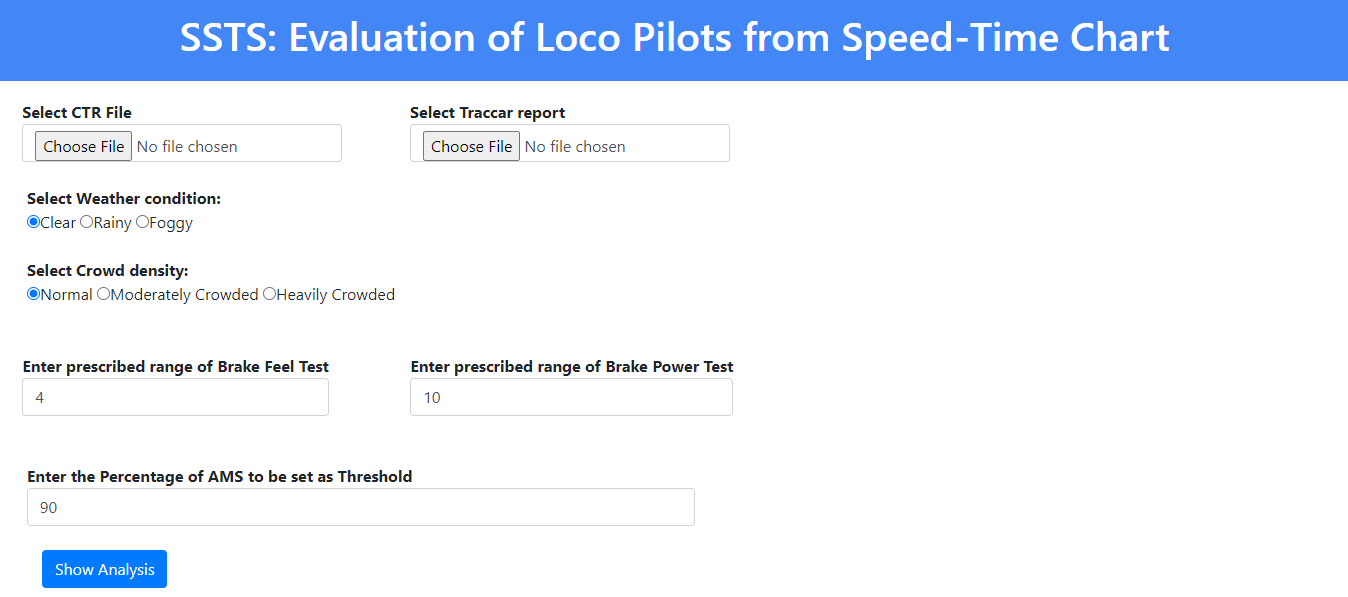 SSTS: Evaluation of Loco Pilots from Speed-Time Chart
Select CTR File
Select Traccar report
Choose File No file chosen
Choose File No file chosen
Select Weather condition:
Clear Rainy Foggy
Select Crowd density:
Normal Moderately Crowded Heavily Crowded
Enter prescribed range of Brake Feel Test
Enter prescribed range of Brake Power Test
4
10
Enter the Percentage of AMS to be set as Threshold
90
Show Analysis